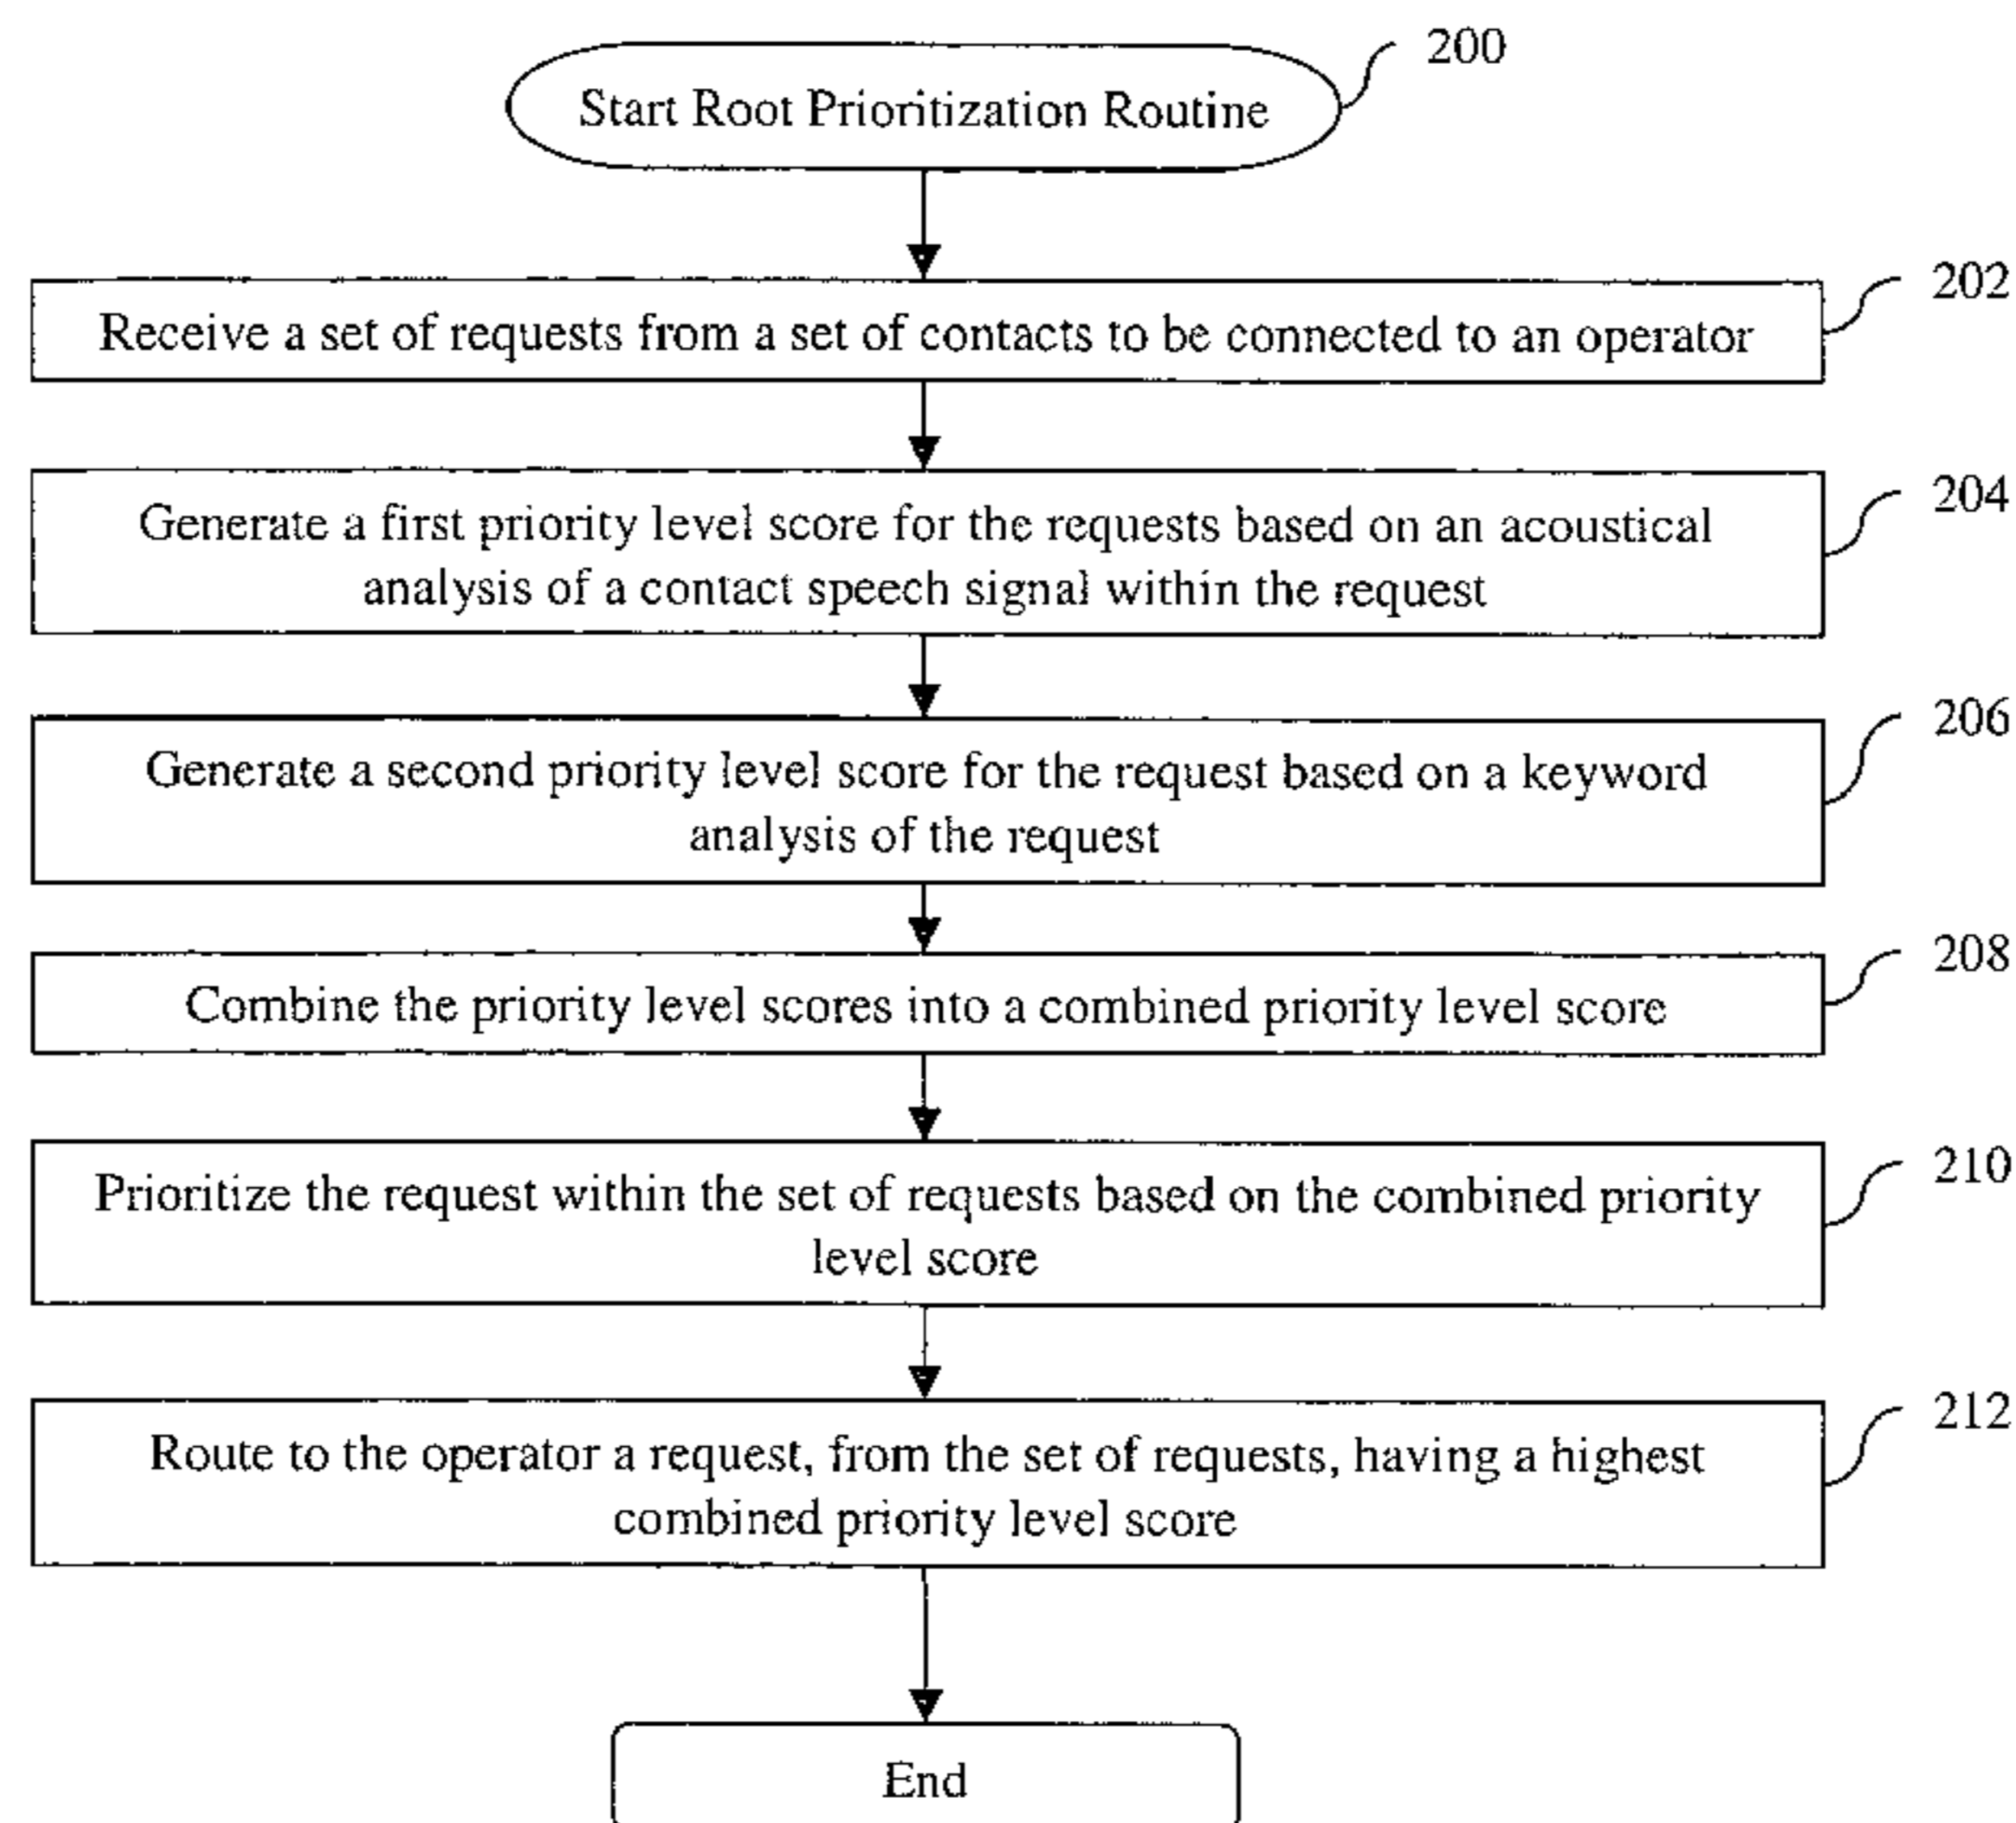 200
Start Root Prioritization Routine
202
Receive a set of requests from a set of contacts to be connected to an operator
204
Generate a first priority level score for the requests based on an acoustical
analysis of a contact speech signal within the request
206
Generate a second priority level score for the request based on a keyword
analysis of the request
208
Combine the priority level scores into a combined priority level score
210
Prioritize the request within the set of requests based on the combined priority
level score
212
Route to the operator a request, from the set of requests, having a highest
combined priority level score
End